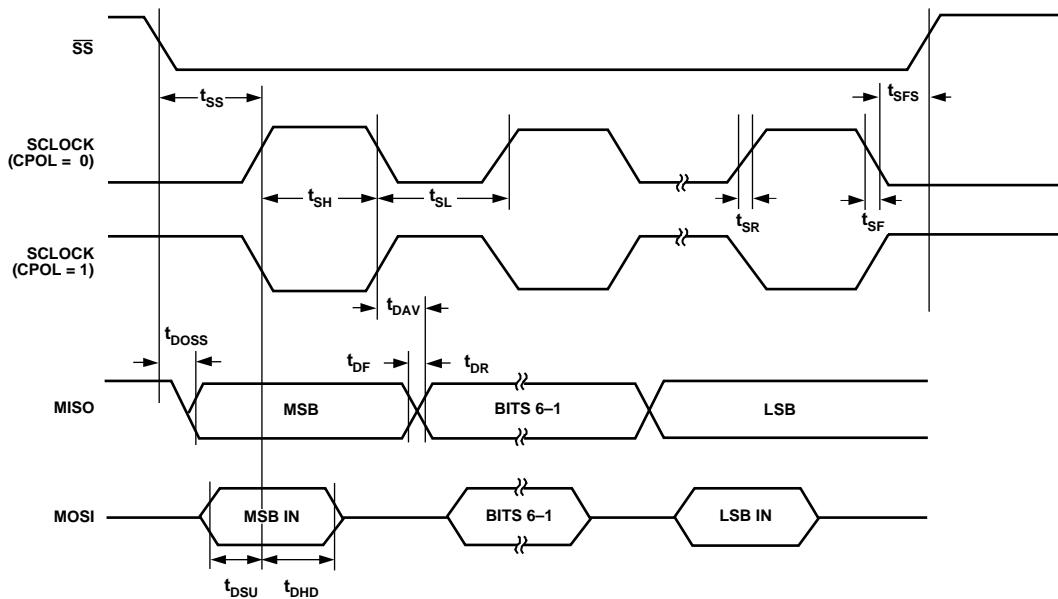 SS
tSS
tSFS
SCLOCK
(CPOL = 0)
tSH
tSL
tSR
tSF
SCLOCK
(CPOL = 1)
tDAV
tDOSS
tDF
tDR
MISO
MSB
BITS 6–1
LSB
MOSI
MSB IN
BITS 6–1
LSB IN
tDSU
tDHD